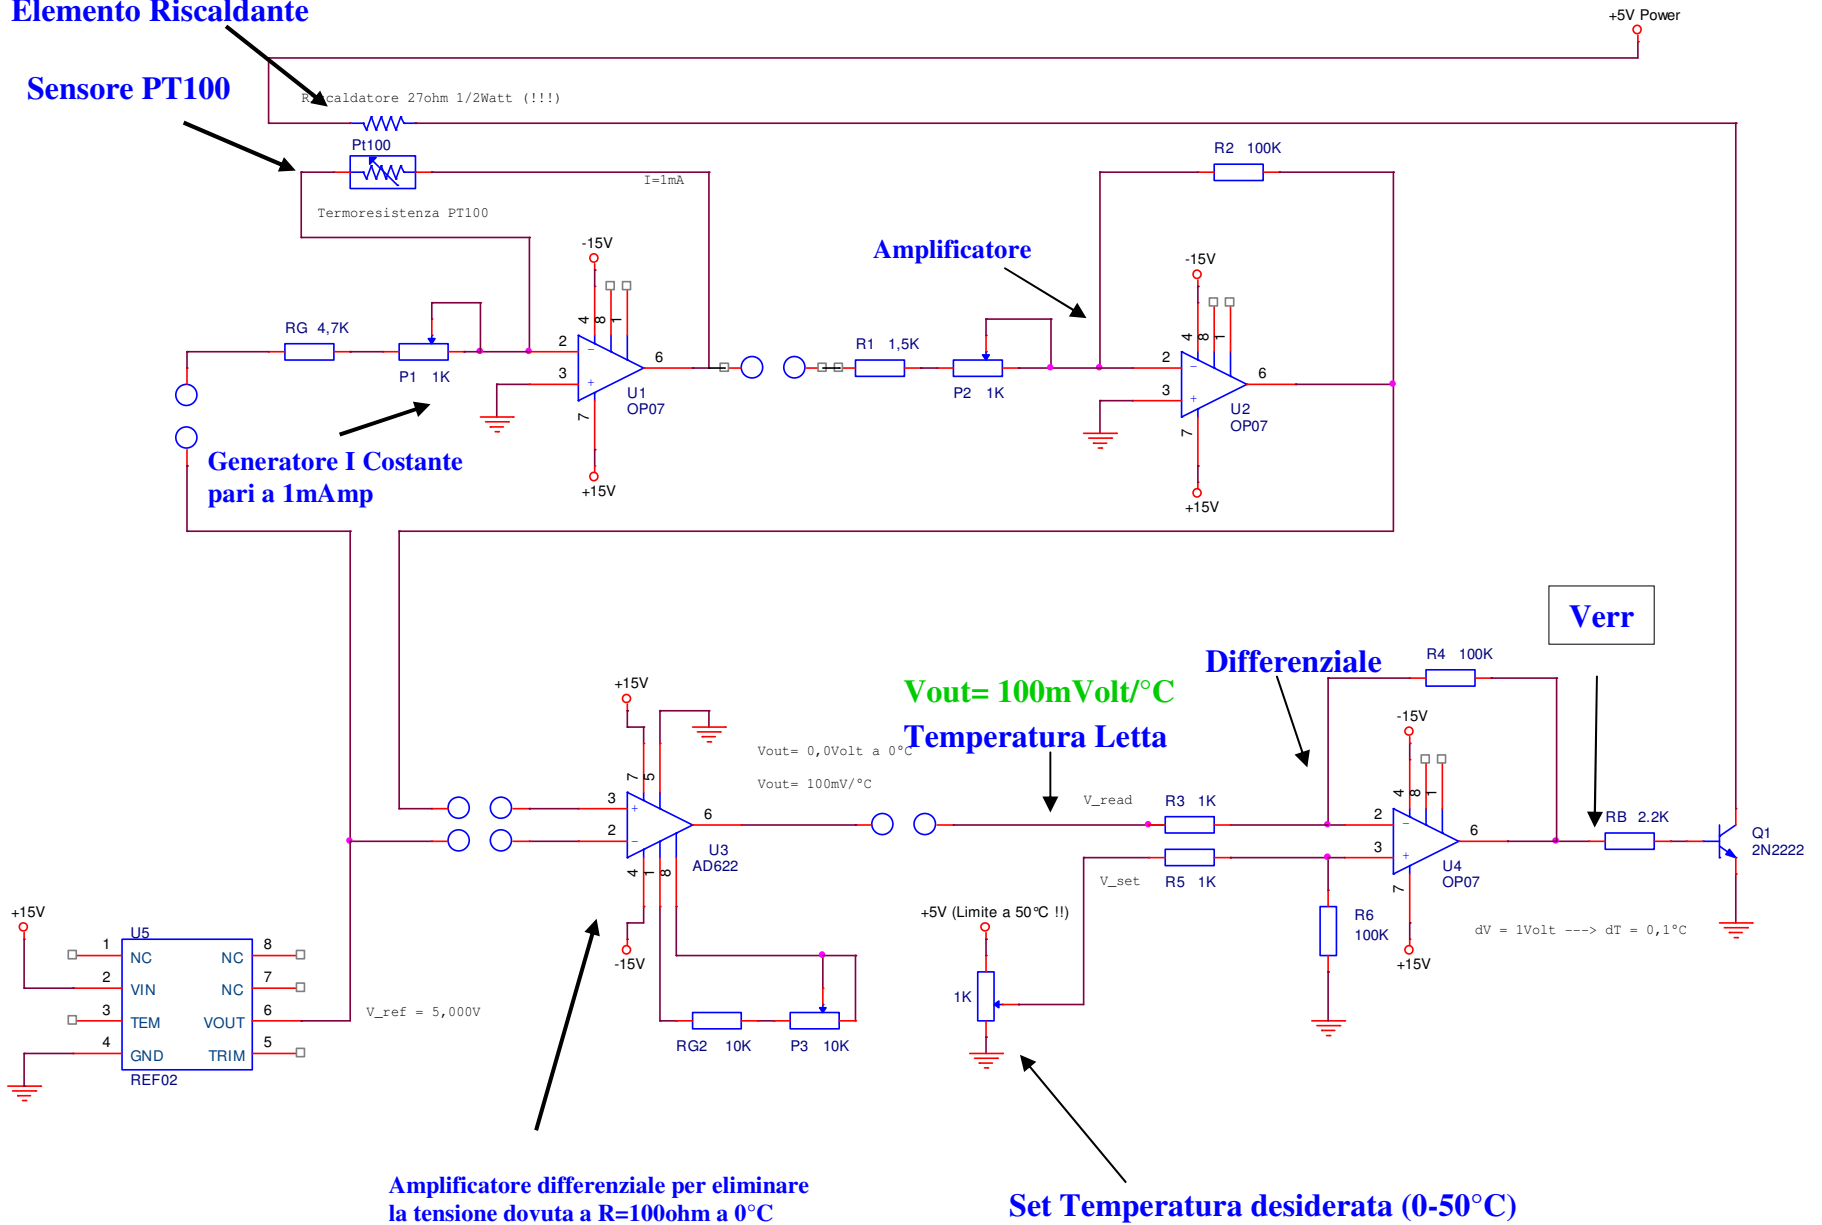 Elemento Riscaldante
+5V Power
Sensore PT100
Riscaldatore 27ohm 1/2Watt (!!!)
Pt100
R2 100K
I=1mA
Termoresistenza PT100
-15V
Amplificatore
-15V
4
8
1
4
8
1
RG 4,7K
P1 1K
2
3
6
U1
OP07
7
+15V
R1 1,5K
P2 1K
2
3
6
U2
OP07
7
+15V
Generatore I Costante
pari a 1mAmp
Verr
Differenziale
R4 100K
+15V
Vout= 100mVolt/°C
Temperatura Letta
-15V
Vout= 0,0Volt a 0°C
Vout= 100mV/°C
7
5
4
8
1
3
2
6
U3
AD622
4
1
8
-15V
V_read
R3 1K
V_set
R5 1K
2
3
6
U4
OP07
7
+15V
RB 2.2K
Q1
2N2222
+5V (Limite a 50°C !!)
R6
100K
dV = 1Volt ---> dT = 0,1°C
1K
+15V
U5
1
NC
NC
8
2
VIN
NC
7
3
TEM
VOUT
6
4
GND
TRIM
5
REF02
V_ref = 5,000V
RG2 10K
P3 10K
Amplificatore differenziale per eliminare
la tensione dovuta a R=100ohm a 0°C
Set Temperatura desiderata (0-50°C)